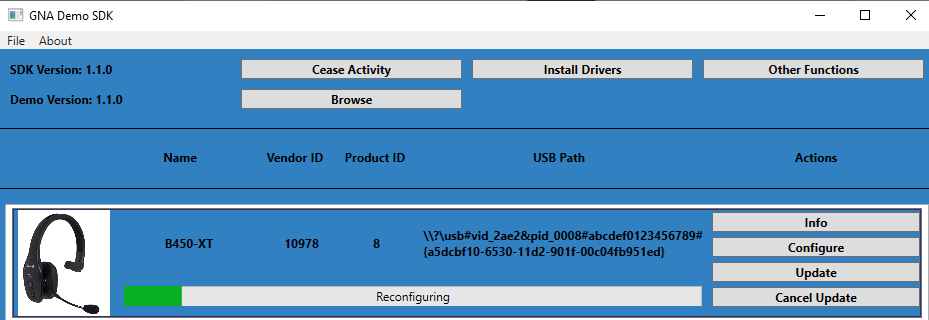 GNA Demo SDK
File About
SDK Version: 1.1.0 Cease Activity Install Drivers Other Functions
Demo Version: 1.1.0 Browse
Name Vendor ID Product ID USB Path Actions
Info
B450-XT 10978 8 \\?\usb#vid_2ae2&pid_0008#abcdef0123456789#
{a5dcbf10-6530-11d2-901f-00c04fb951ed}
Configure
Update
Reconfiguring Cancel Update